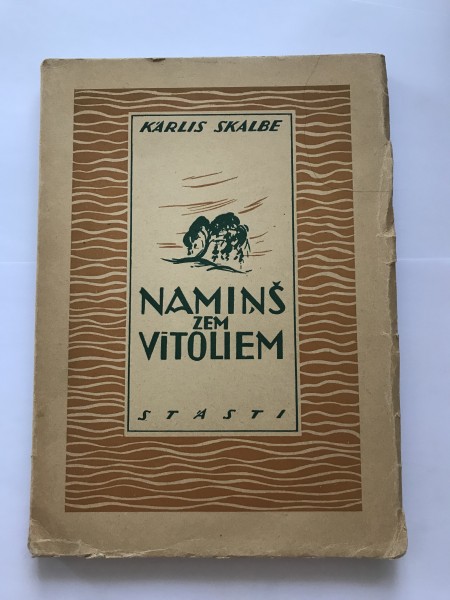 KĀRLIS SKALBE
NAMIŅŠ
ZEM
VĪTOLIEM
STĀSTI